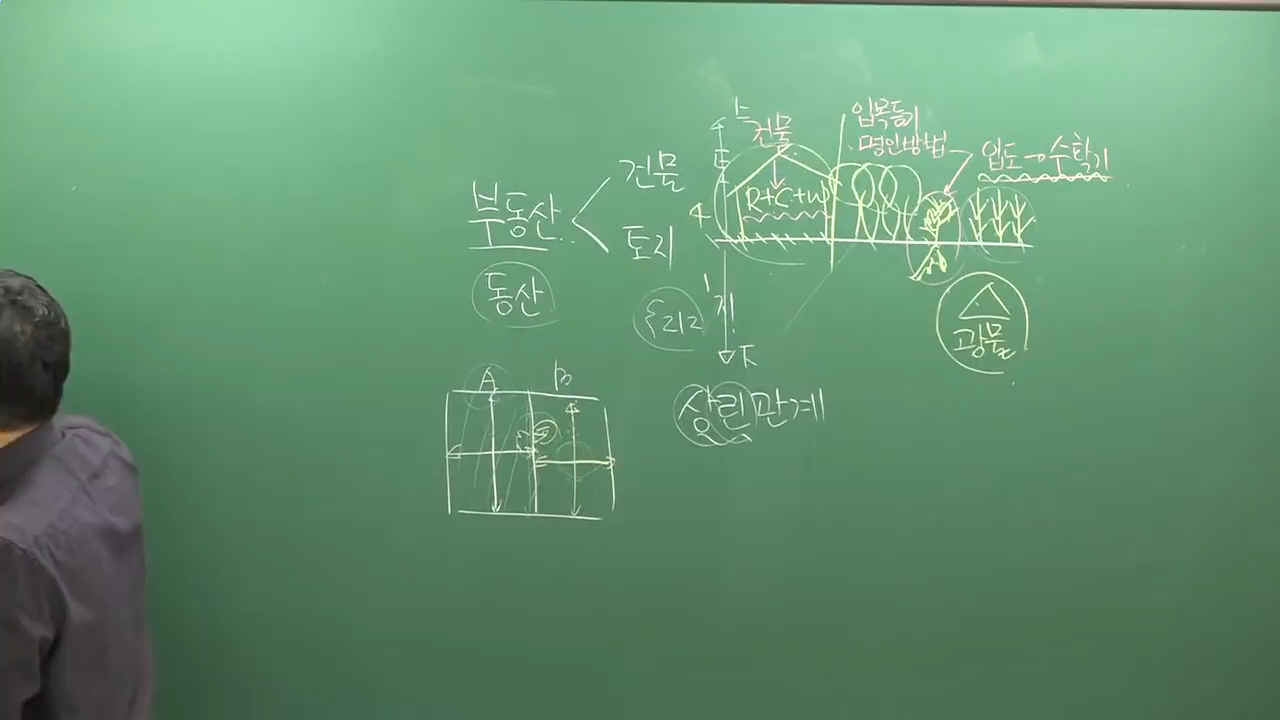 건물
부동산
토지
동산
건물
R+C+W
입목등기
명인방법
입도→수확기
지
광물
A
B
상린관계